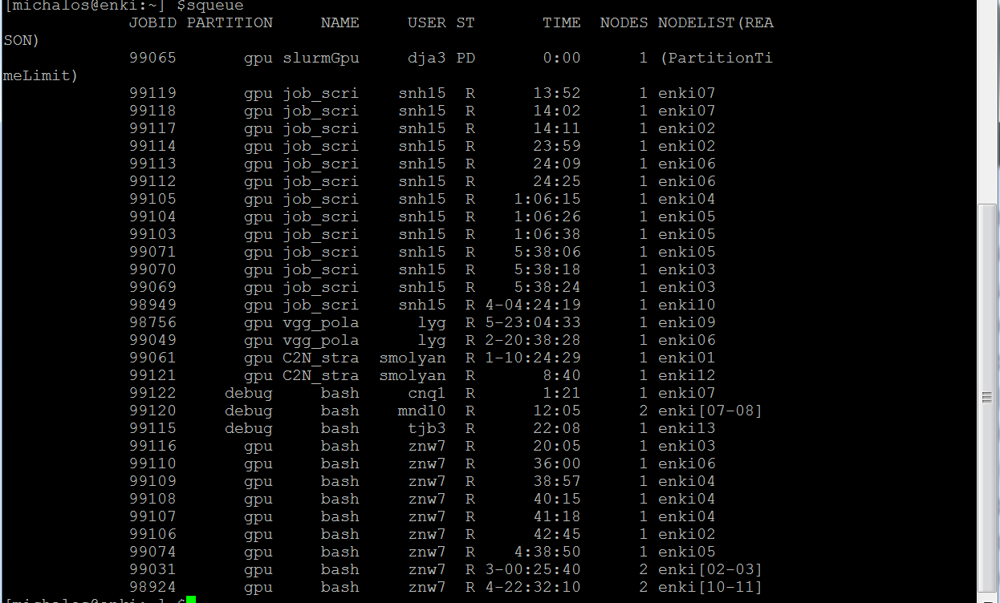 [michalos@enki:~] $squeue
JOBID PARTITION NAME USER ST TIME NODES NODELIST(REA
SON)
99065 gpu slurmGpu dja3 PD 0:00 1 (PartitionTi
meLimit)
99119 gpu job_scri snh15 R 13:52 1 enki07
99118 gpu job_scri snh15 R 14:02 1 enki07
99117 gpu job_scri snh15 R 14:11 1 enki02
99114 gpu job_scri snh15 R 23:59 1 enki02
99113 gpu job_scri snh15 R 24:09 1 enki06
99112 gpu job_scri snh15 R 24:25 1 enki06
99105 gpu job_scri snh15 R 1:06:15 1 enki04
99104 gpu job_scri snh15 R 1:06:26 1 enki05
99103 gpu job_scri snh15 R 1:06:38 1 enki05
99071 gpu job_scri snh15 R 5:38:06 1 enki05
99070 gpu job_scri snh15 R 5:38:18 1 enki03
99069 gpu job_scri snh15 R 5:38:24 1 enki03
98949 gpu job_scri snh15 R 4-04:24:19 1 enki10
98756 gpu vgg_pola lyg R 5-23:04:33 1 enki09
99049 gpu vgg_pola lyg R 2-20:38:28 1 enki06
99061 gpu C2N_stra smolyan R 1-10:24:29 1 enki01
99121 gpu C2N_stra smolyan R 8:40 1 enki12
99122 debug bash cnq1 R 1:21 1 enki07
99120 debug bash mnd10 R 12:05 2 enki[07-08]
99115 debug bash tjb3 R 22:08 1 enki13
99116 gpu bash znw7 R 20:05 1 enki03
99110 gpu bash znw7 R 36:00 1 enki06
99109 gpu bash znw7 R 38:57 1 enki04
99108 gpu bash znw7 R 40:15 1 enki04
99107 gpu bash znw7 R 41:18 1 enki04
99106 gpu bash znw7 R 42:45 1 enki02
99074 gpu bash znw7 R 4:38:50 1 enki05
99031 gpu bash znw7 R 3-00:25:40 2 enki[02-03]
98924 gpu bash znw7 R 4-22:32:10 2 enki[10-11]
[michalos@enki:~] $